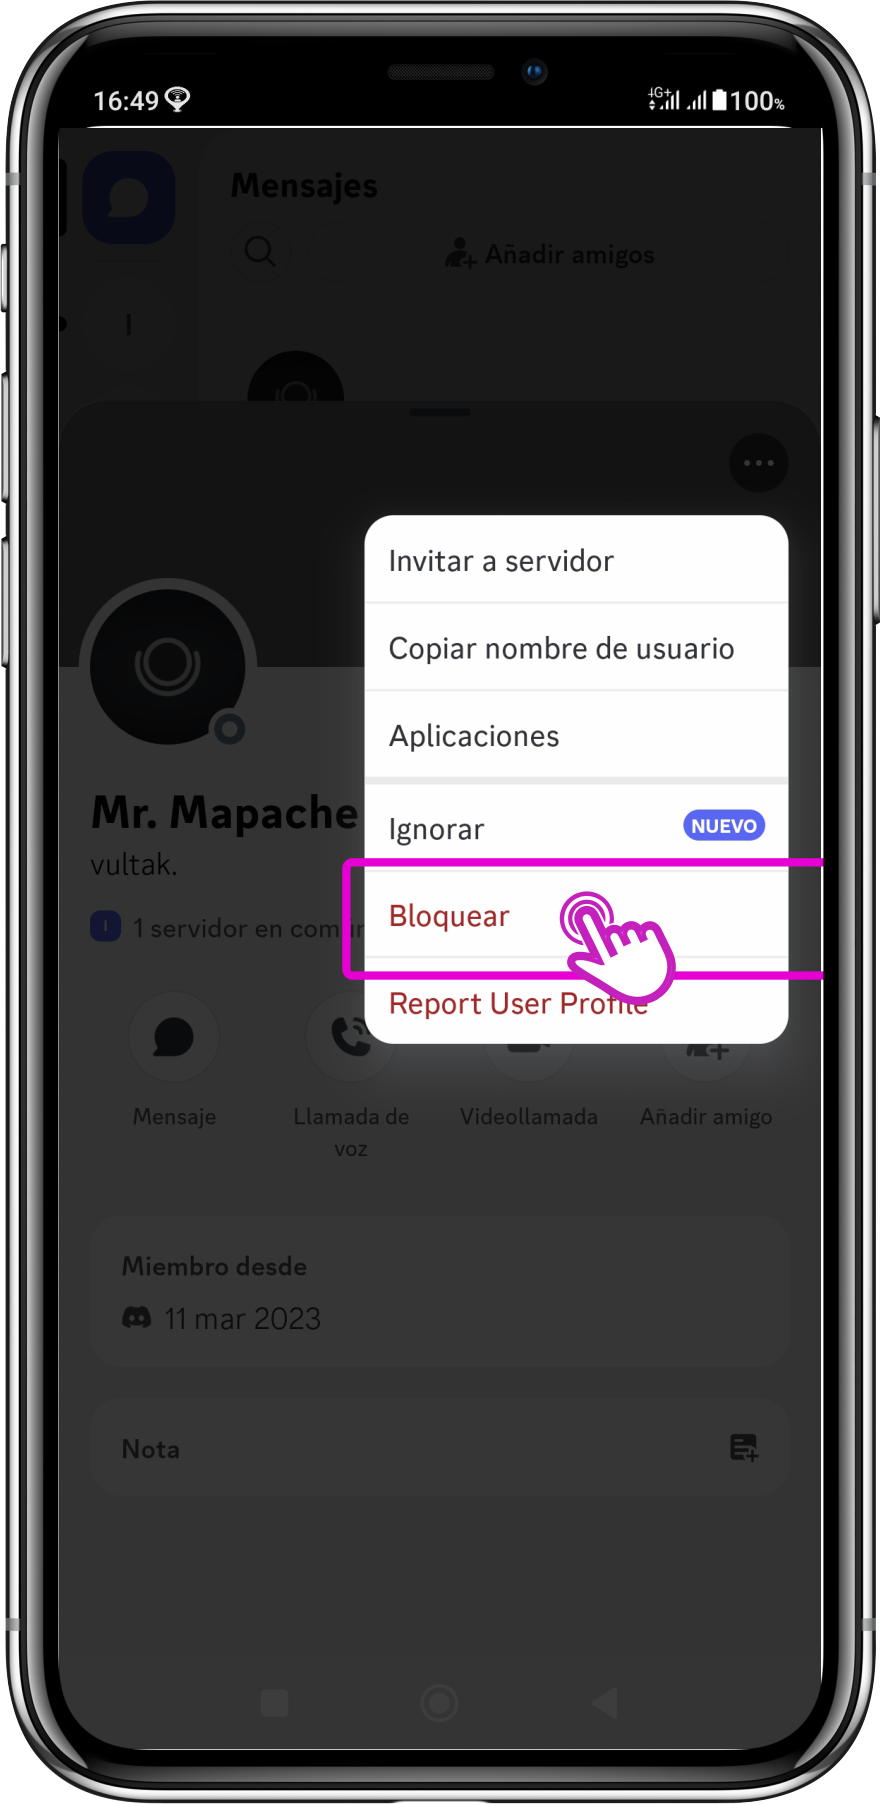 16:49
4G+ 100%
Mensajes
Añadir amigos
I
Invitar a servidor
Copiar nombre de usuario
Aplicaciones
Ignorar NUEVO
Bloquear
Report User Profile
Mr. Mapache
vultak.
I 1 servidor en común
Mensaje
Llamada de
voz
Videollamada
Añadir amigo
Miembro desde
11 mar 2023
Nota